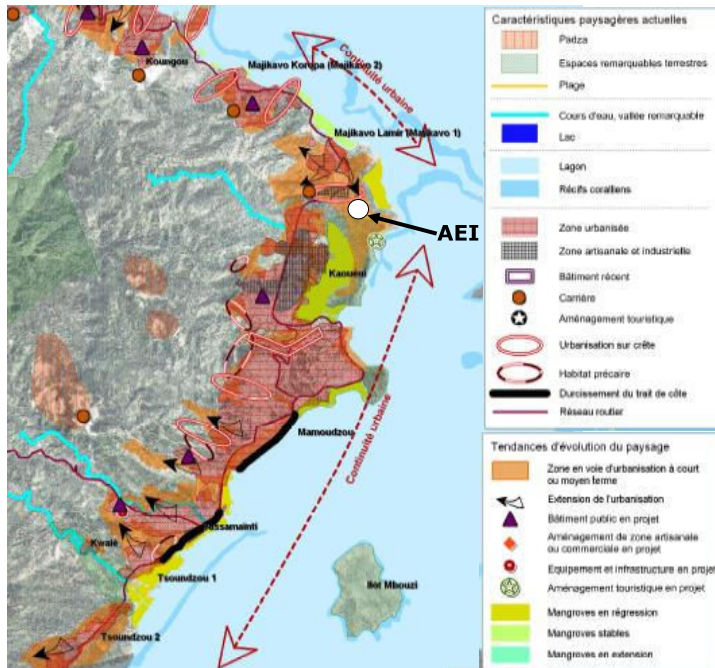 Koungou
Majikavo Koropa (Majikavo 2)
Continuité urbaine
Majikavo Lamir (Majikavo 1)
AEI
Kaoueni
Mamoudzou
Continuité urbaine
Passamainti
Kwalé
Tsoundzou 1
Ilot Mbouzi
Tsoundzou 2
Caractéristiques paysagères actuelles
Padza
Espaces remarquables terrestres
Plage
Cours d'eau, vallée remarquable
Lac
Lagon
Récifs coralliens
Zone urbanisée
Zone artisanale et industrielle
Bâtiment récent
Carrière
Aménagement touristique
Urbanisation sur crête
Habitat précaire
Durcissement du trait de côte
Réseau routier
Tendances d'évolution du paysage
Zone en voie d'urbanisation à court
ou moyen terme
Extension de l'urbanisation
Bâtiment public en projet
Aménagement de zone artisanale
ou commerciale en projet
Equipement et infrastructure en projet
Aménagement touristique en projet
Mangroves en régression
Mangroves stables
Mangroves en extension